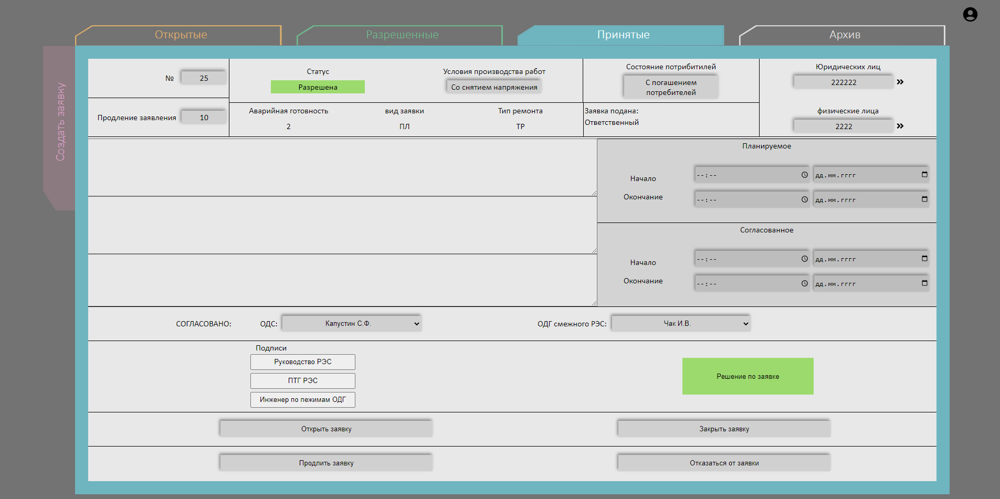 Открытые
Разрешенные
Принятые
Архив
Создать заявку
№ 25
Продление заявления 10
Статус
Разрешена
Условия производства работ
Со снятием напряжения
Аварийная готовность
2
вид заявки
ПЛ
Тип ремонта
ТР
Состояние потрибитилей
С погашением
потребителей
Заявка подана:
Ответственный
Юридических лиц
222222
физические лица
2222
Планируемое
Начало --:-- дд.мм.гггг
Окончание --:-- дд.мм.гггг
Согласованное
Начало --:-- дд.мм.гггг
Окончание --:-- дд.мм.гггг
СОГЛАСОВАНО: ОДС: Капустин С.Ф. ОДГ смежного РЭС: Чак И.В.
Подписи
Руководство РЭС
ПТГ РЭС
Инженер по пежимам ОДГ
Решение по заявке
Открыть заявку
Закрыть заявку
Продлить заявку
Отказаться от заявки